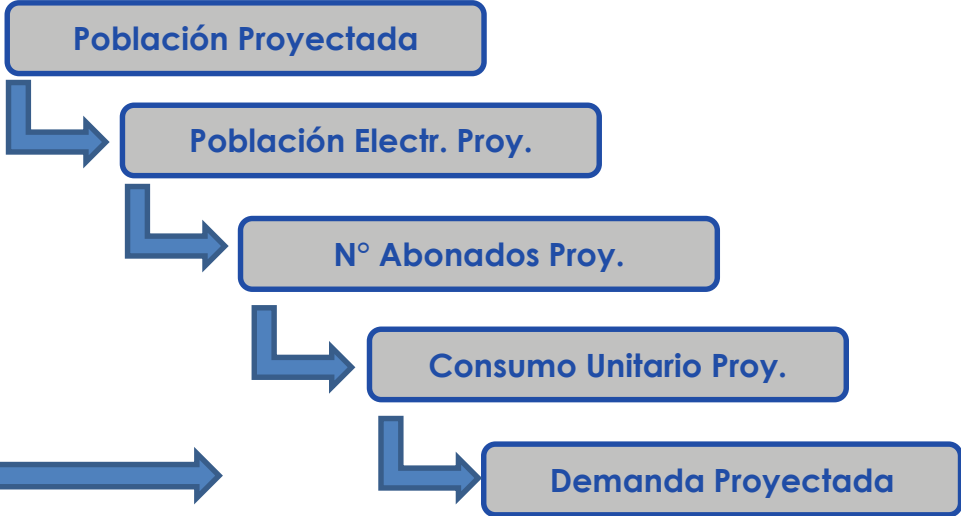 Población Proyectada
Población Electr. Proy.
N° Abonados Proy.
Consumo Unitario Proy.
Demanda Proyectada